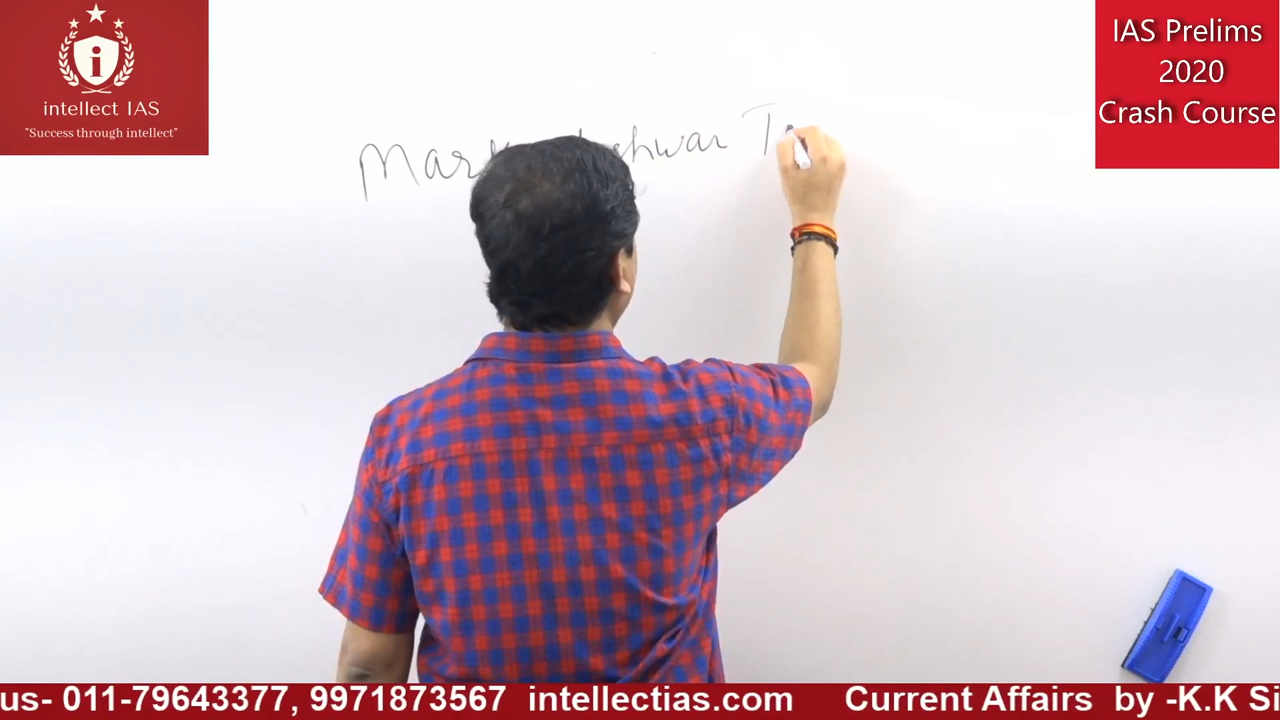 intellect IAS
"Success through intellect"
IAS Prelims
2020
Crash Course
T
us- 011-79643377, 9971873567 intellectias.com Current Affairs by -K.K Si